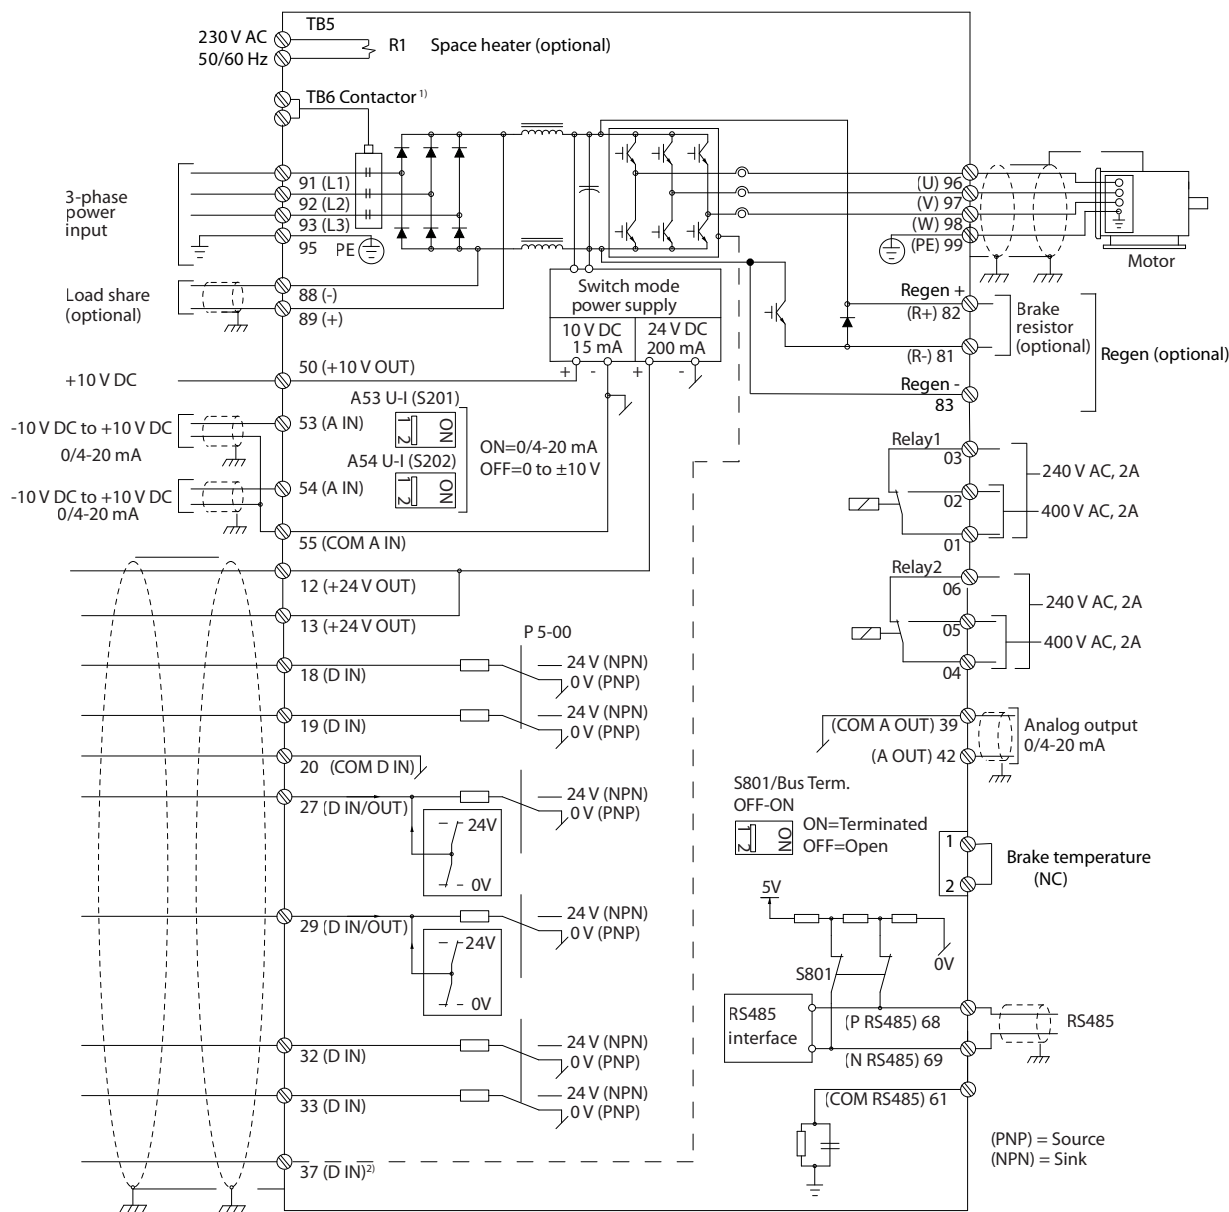 TB5
230 V AC
50/60 Hz
R1
Space heater (optional)
TB6 Contactor 1)
3-phase
power
input
91 (L1)
92 (L2)
93 (L3)
95
PE
(U) 96
(V) 97
(W) 98
(PE) 99
Motor
Load share
(optional)
88 (-)
89 (+)
Switch mode
power supply
10 V DC
15 mA
24 V DC
200 mA
+
-
+
-
Regen +
(R+) 82
Brake
resistor
(optional)
(R-) 81
Regen (optional)
Regen -
83
+10 V DC
50 (+10 V OUT)
A53 U-I (S201)
1 2
ON
-10 V DC to +10 V DC
0/4-20 mA
53 (A IN)
ON=0/4-20 mA
OFF=0 to ±10 V
A54 U-I (S202)
1 2
ON
-10 V DC to +10 V DC
0/4-20 mA
54 (A IN)
55 (COM A IN)
12 (+24 V OUT)
13 (+24 V OUT)
Relay1
03
240 V AC, 2A
02
400 V AC, 2A
01
Relay2
06
240 V AC, 2A
05
400 V AC, 2A
04
P 5-00
18 (D IN)
24 V (NPN)
0 V (PNP)
19 (D IN)
24 V (NPN)
0 V (PNP)
20 (COM D IN)
27 (D IN/OUT)
24 V (NPN)
0 V (PNP)
24V
0V
29 (D IN/OUT)
24 V (NPN)
0 V (PNP)
24V
0V
32 (D IN)
24 V (NPN)
0 V (PNP)
33 (D IN)
24 V (NPN)
0 V (PNP)
37 (D IN) 2)
(COM A OUT) 39
Analog output
0/4-20 mA
(A OUT) 42
S801/Bus Term.
OFF-ON
1 2
ON
ON=Terminated
OFF=Open
1
2
Brake temperature
(NC)
5V
0V
S801
RS485
interface
(P RS485) 68
RS485
(N RS485) 69
(COM RS485) 61
(PNP) = Source
(NPN) = Sink